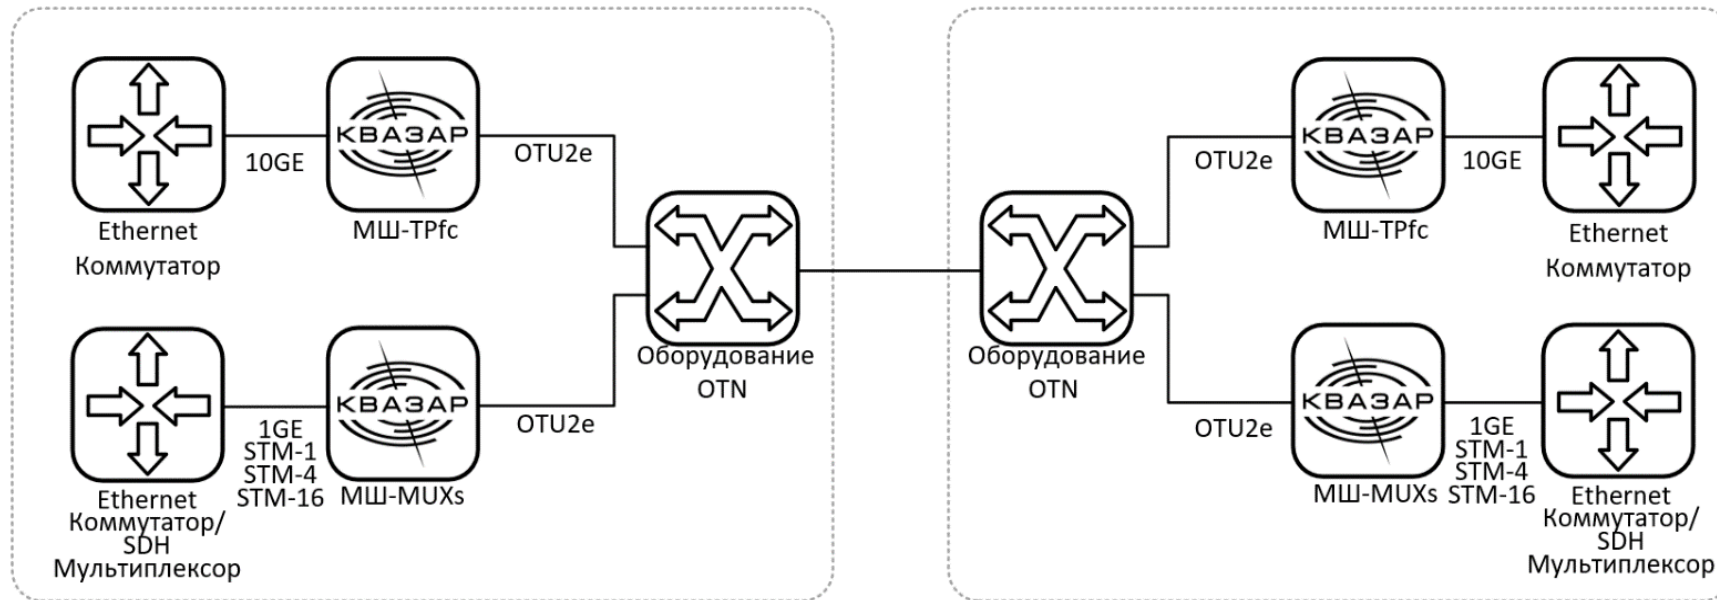 КВАЗАР
10GE
OTU2e
Ethernet
Коммутатор
МШ-TPfc
КВАЗАР
1GE
STM-1
STM-4
STM-16
OTU2e
Ethernet
Коммутатор/
SDH
Мультиплексор
МШ-MUXs
Оборудование
OTN
Оборудование
OTN
КВАЗАР
OTU2e
10GE
МШ-TPfc
Ethernet
Коммутатор
КВАЗАР
OTU2e
1GE
STM-1
STM-4
STM-16
МШ-MUXs
Ethernet
Коммутатор/
SDH
Мультиплексор